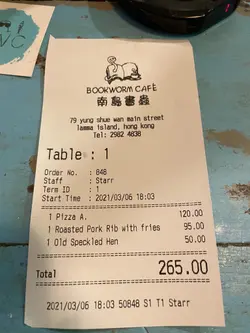 BOOKWORM CAFÈ
南島書蟲
79 yung shue wan main street
lamma island, hong kong
Tel: 2982 4838
Table : 1
Order No. : 848
Staff : Starr
Term ID : 1
Start Time : 2021/03/06 18:03
1 Pizza A. 120.00
1 Roasted Pork Rib with fries 95.00
1 Old Speckled Hen 50.00
Total 265.00
2021/03/06 18:03 50848 S1 T1 Starr